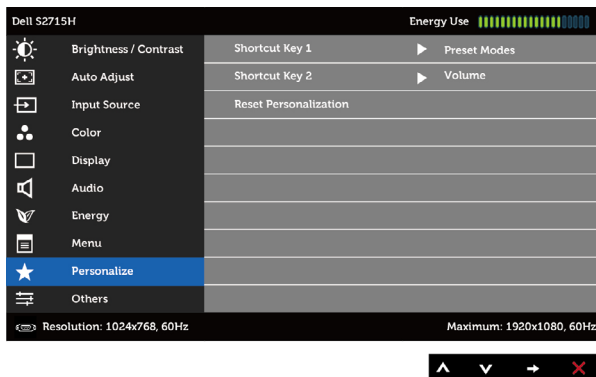 Dell S2715H Energy Use
Brightness / Contrast Shortcut Key 1 Preset Modes
Auto Adjust Shortcut Key 2 Volume
Input Source Reset Personalization
Color
Display
Audio
Energy
Menu
Personalize
Others
Resolution: 1024x768, 60Hz Maximum: 1920x1080, 60Hz